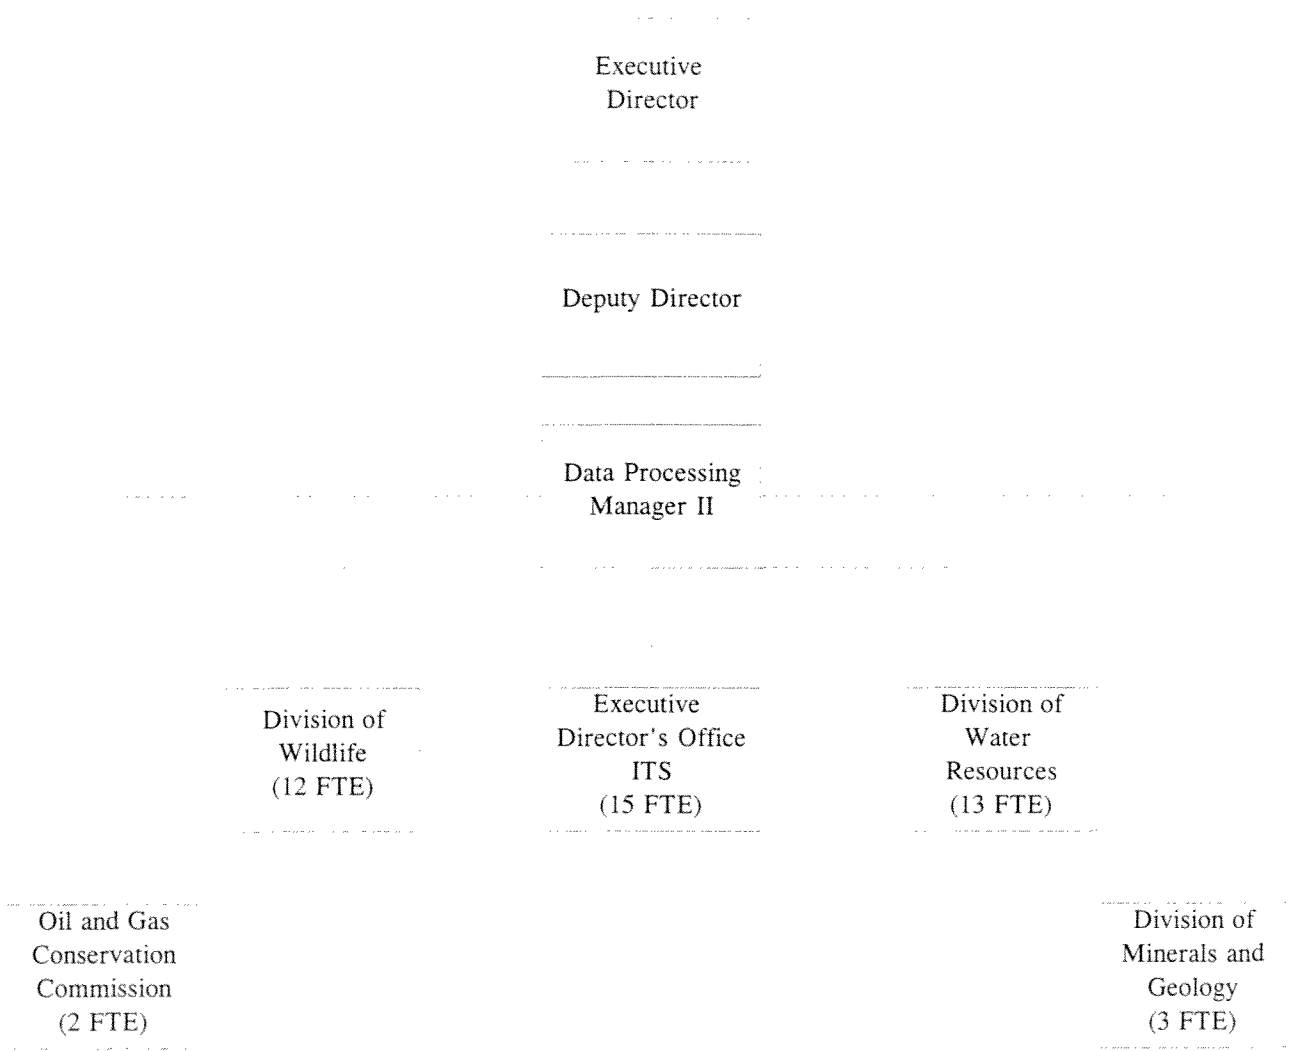 Executive
Director
Deputy Director
Data Processing
Manager II
Division of
Wildlife
(12 FTE)
Executive
Director's Office
ITS
(15 FTE)
Division of
Water
Resources
(13 FTE)
Oil and Gas
Conservation
Commission
(2 FTE)
Division of
Minerals and
Geology
(3 FTE)